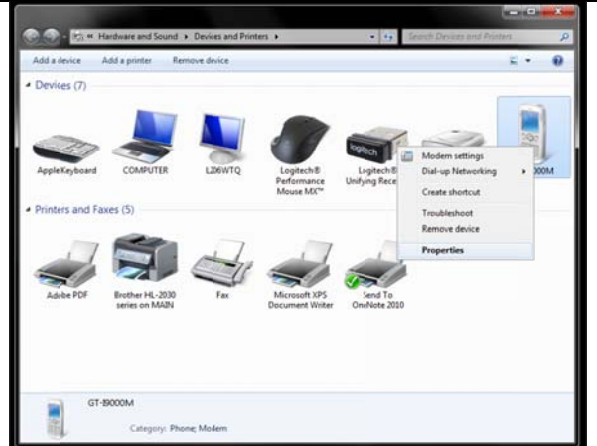 Hardware and Sound ▸ Devices and Printers ▸
Search Devices and Printers
Add a device Add a printer Remove device
Devices (7)
AppleKeyboard
COMPUTER
L206WTQ
Logitech®
Performance
Mouse MX™
Logitech®
Unifying Rece
000M
Modem settings
Dial-up Networking
Create shortcut
Troubleshoot
Remove device
Properties
Printers and Faxes (5)
Adobe PDF
Brother HL-2030
series on MAIN
Fax
Microsoft XPS
Document Writer
Send To
OneNote 2010
GT-I9000M
Category: Phone; Modem